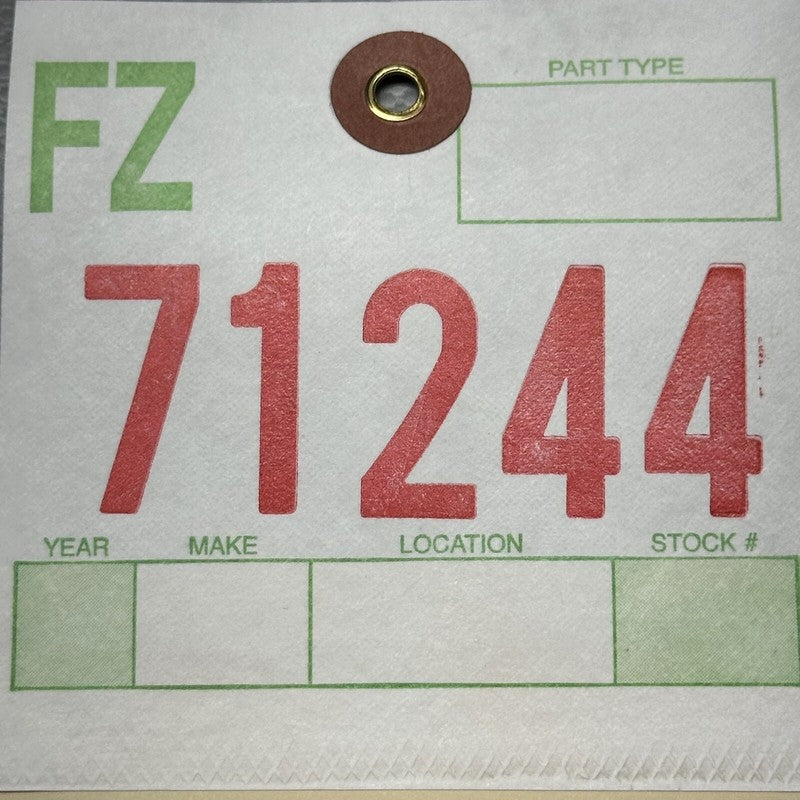 FZ
PART TYPE
71244
YEAR MAKE LOCATION STOCK #